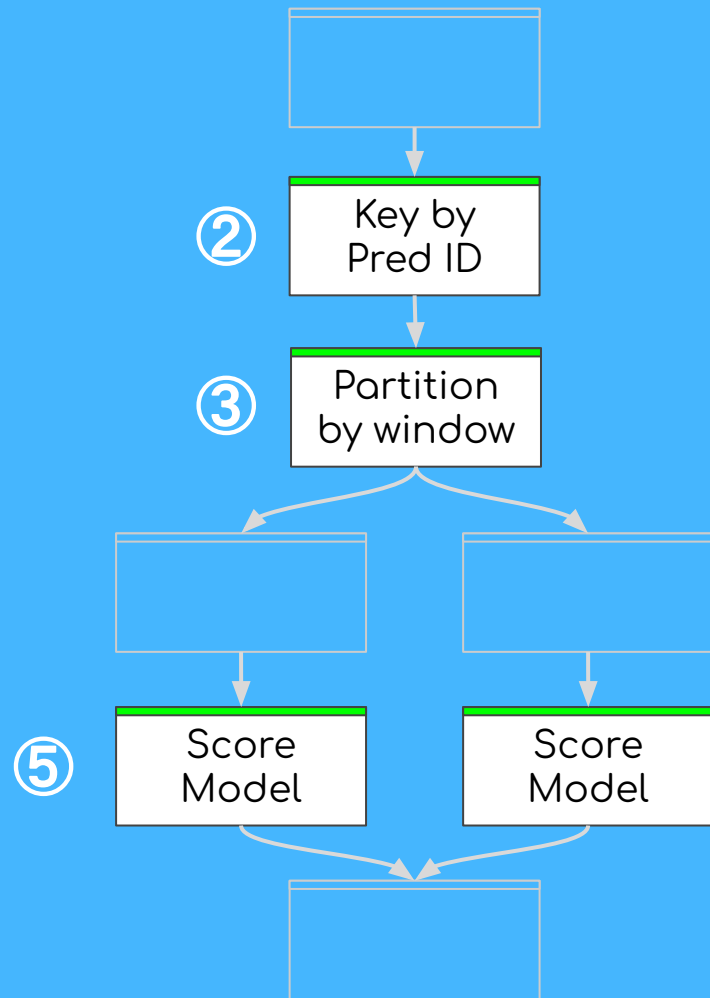 ②
Key by
Pred ID
③
Partition
by window
⑤
Score
Model
Score
Model